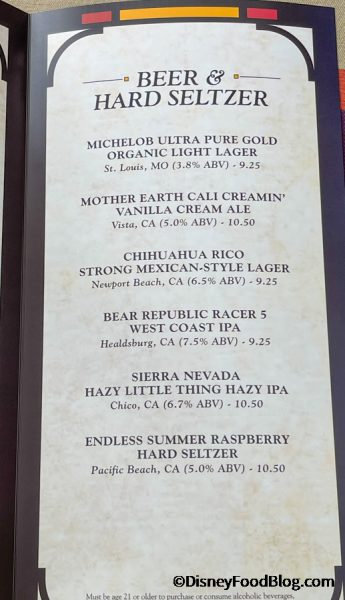 BEER &
HARD SELTZER
MICHELOB ULTRA PURE GOLD
ORGANIC LIGHT LAGER
St. Louis, MO (3.8% ABV) - 9.25
MOTHER EARTH CALI CREAMIN'
VANILLA CREAM ALE
Vista, CA (5.0% ABV) - 10.50
CHIHUAHUA RICO
STRONG MEXICAN-STYLE LAGER
Newport Beach, CA (6.5% ABV) - 9.25
BEAR REPUBLIC RACER 5
WEST COAST IPA
Healdsburg, CA (7.5% ABV) - 9.25
SIERRA NEVADA
HAZY LITTLE THING HAZY IPA
Chico, CA (6.7% ABV) - 10.50
ENDLESS SUMMER RASPBERRY
HARD SELTZER
Pacific Beach, CA (5.0% ABV) - 10.50
©DisneyFoodBlog.com
Must be age 21 or older to purchase or consume alcoholic beverages.